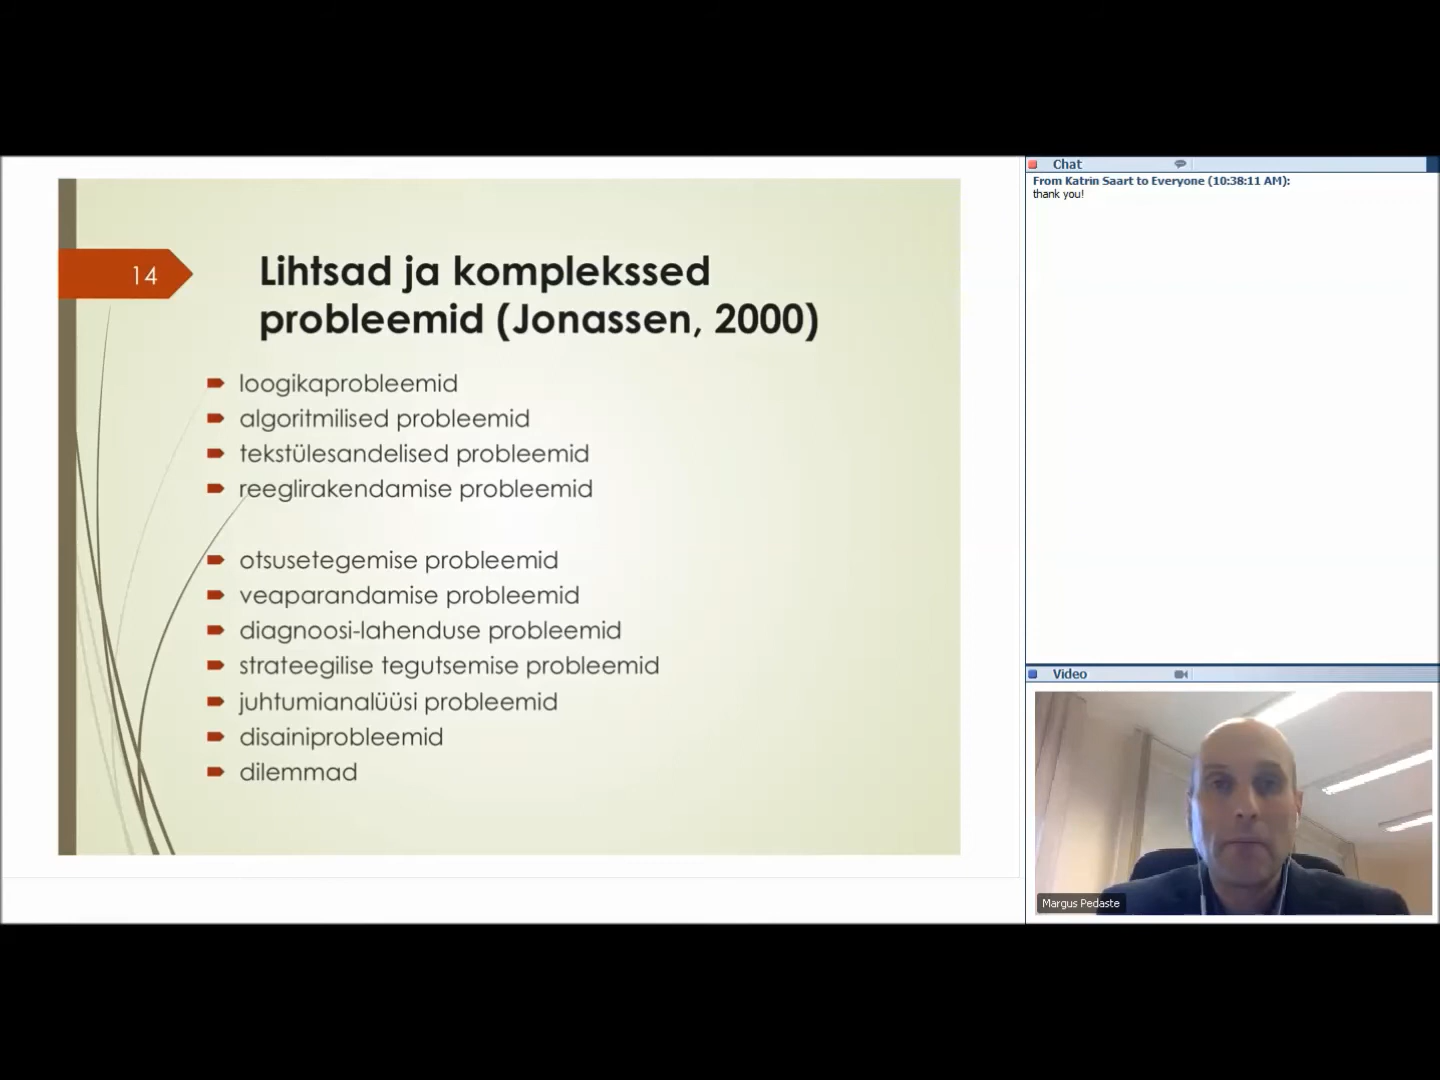 14
Lihtsad ja komplekssed
probleemid (Jonassen, 2000)
loogikaprobleemid
algoritmilised probleemid
tekstülesandelised probleemid
reeglirakendamise probleemid
otsusetegemise probleemid
veaparandamise probleemid
diagnoosi-lahenduse probleemid
strateegilise tegutsemise probleemid
juhtumianalüüsi probleemid
disainiprobleemid
dilemmad
Chat
From Katrin Saart to Everyone (10:38:11 AM):
thank you!
Video
Margus Pedaste